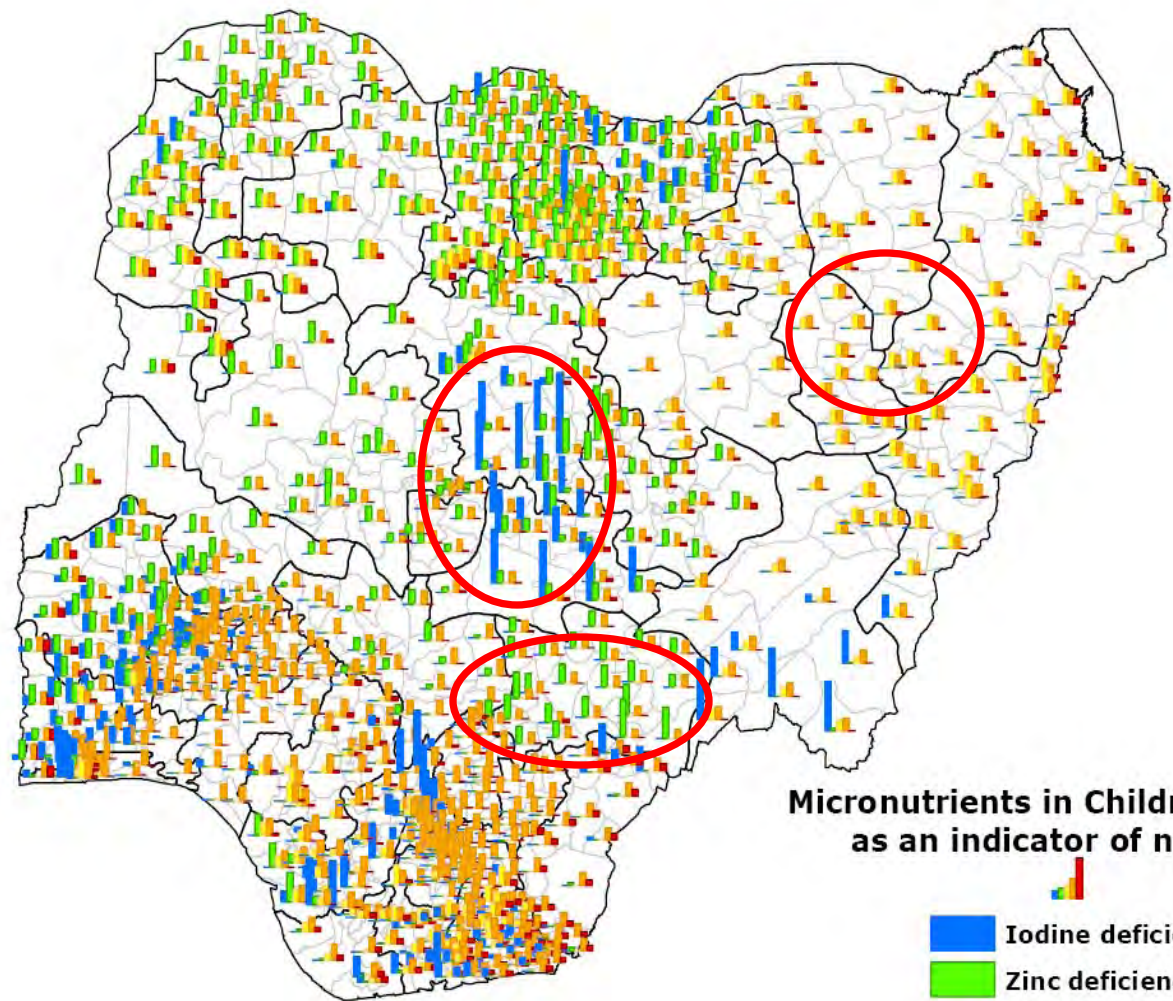 Micronutrients in Childr
as an indicator of n
Iodine defici
Zinc deficien